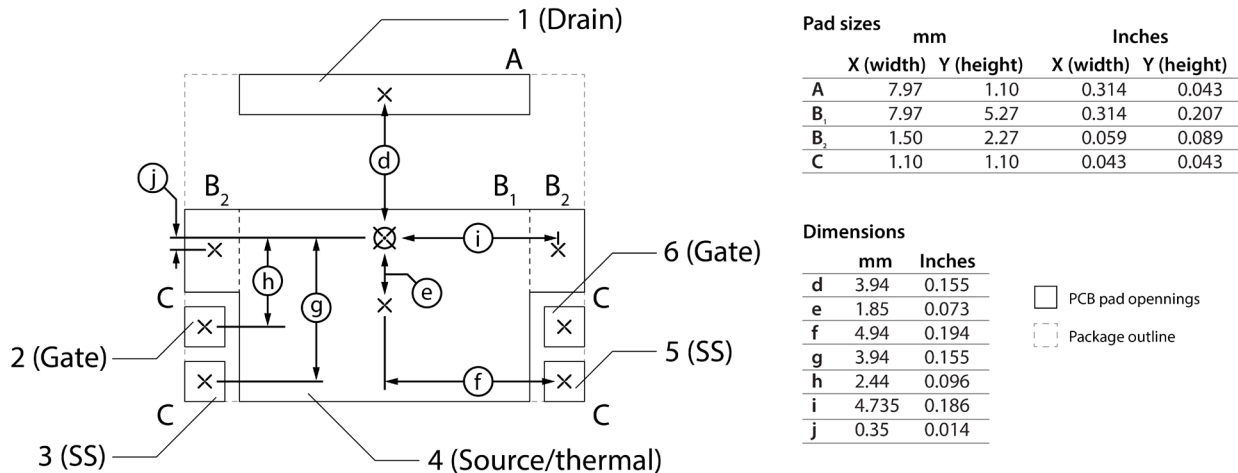 1 (Drain)
A
d
j
B2
B1
B2
i
6 (Gate)
h
e
g
C
C
2 (Gate)
5 (SS)
f
C
C
3 (SS)
4 (Source/thermal)
Pad sizes
mm Inches
X (width) Y (height) X (width) Y (height)
A 7.97 1.10 0.314 0.043
B1 7.97 5.27 0.314 0.207
B2 1.50 2.27 0.059 0.089
C 1.10 1.10 0.043 0.043
Dimensions
mm Inches
d 3.94 0.155
e 1.85 0.073
f 4.94 0.194
g 3.94 0.155
h 2.44 0.096
i 4.735 0.186
j 0.35 0.014
PCB pad opennings
Package outline